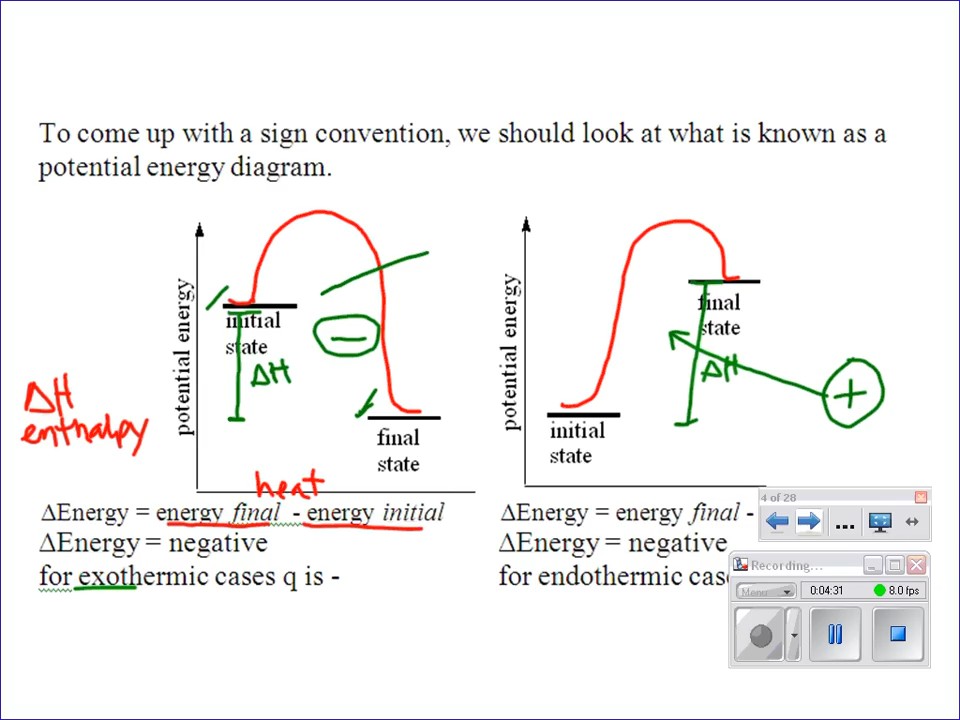 To come up with a sign convention, we should look at what is known as a
potential energy diagram.
potential energy
initial
state
ΔH
—
final
state
ΔH
enthalpy
heat
ΔEnergy = energy final - energy initial
ΔEnergy = negative
for exothermic cases q is -
potential energy
final
state
ΔH
+
initial
state
ΔEnergy = energy final -
ΔEnergy = negative
for endothermic cas
4 of 28
...
Recording...
Menu
0:04:31
8.0 fps